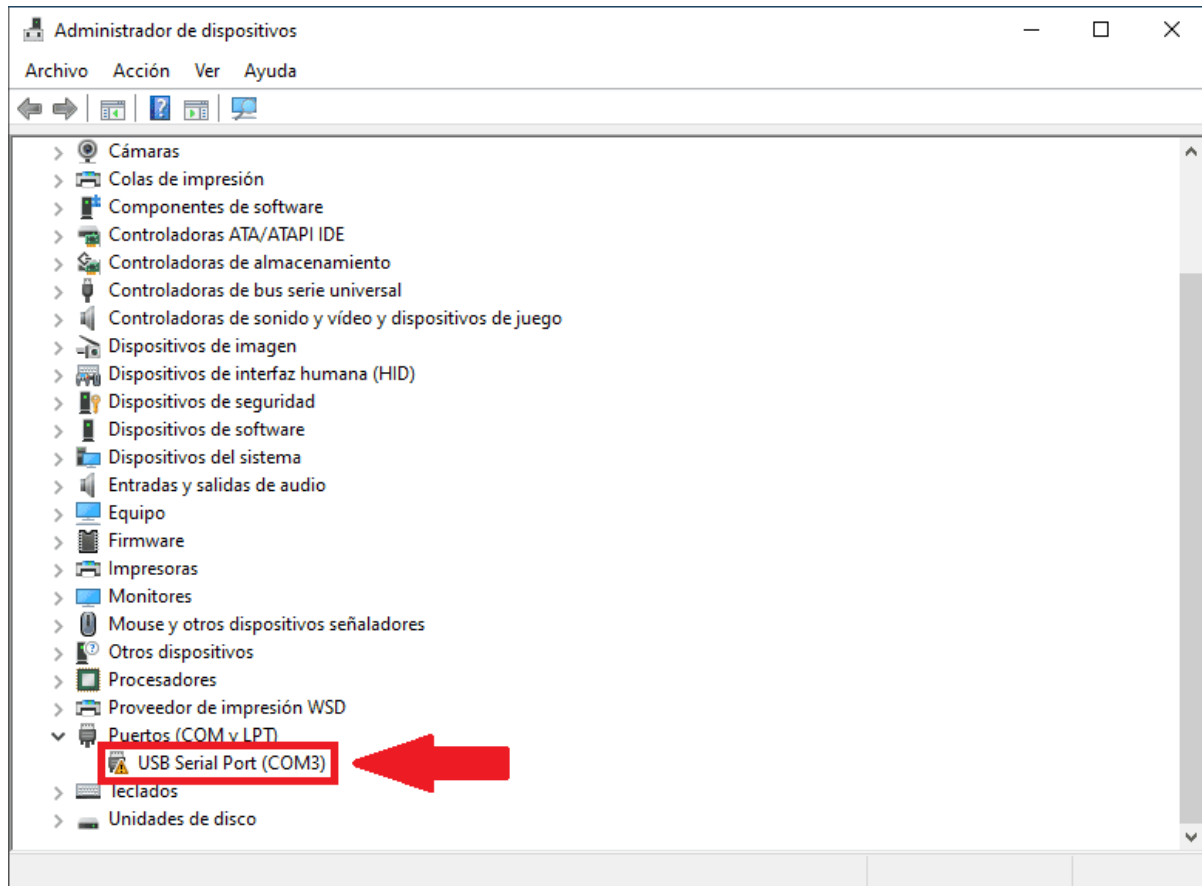 Administrador de dispositivos
Archivo Acción Ver Ayuda
Cámaras
Colas de impresión
Componentes de software
Controladoras ATA/ATAPI IDE
Controladoras de almacenamiento
Controladoras de bus serie universal
Controladoras de sonido y vídeo y dispositivos de juego
Dispositivos de imagen
Dispositivos de interfaz humana (HID)
Dispositivos de seguridad
Dispositivos de software
Dispositivos del sistema
Entradas y salidas de audio
Equipo
Firmware
Impresoras
Monitores
Mouse y otros dispositivos señaladores
Otros dispositivos
Procesadores
Proveedor de impresión WSD
Puertos (COM y LPT)
USB Serial Port (COM3)
Teclados
Unidades de disco